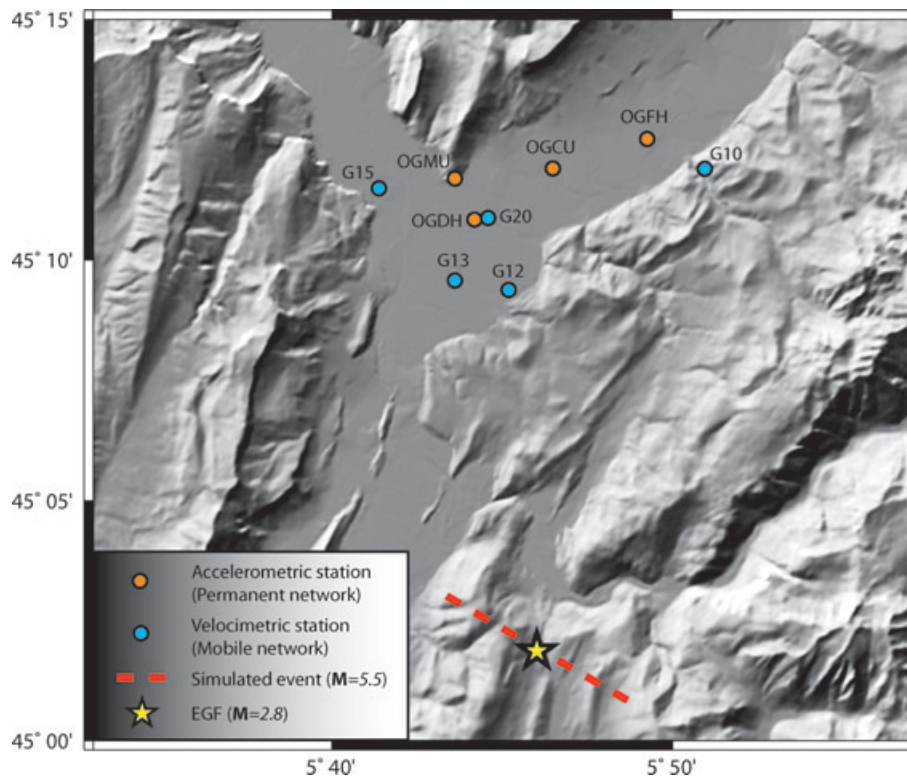 45° 15'
OGFH
OGCU
G10
OGMU
G15
OGDH
G20
45° 10'
G13
G12
45° 05'
Accelerometric station
(Permanent network)
Velocimetric station
(Mobile network)
Simulated event (M=5.5)
EGF (M=2.8)
45° 00'
5° 40'
5° 50'